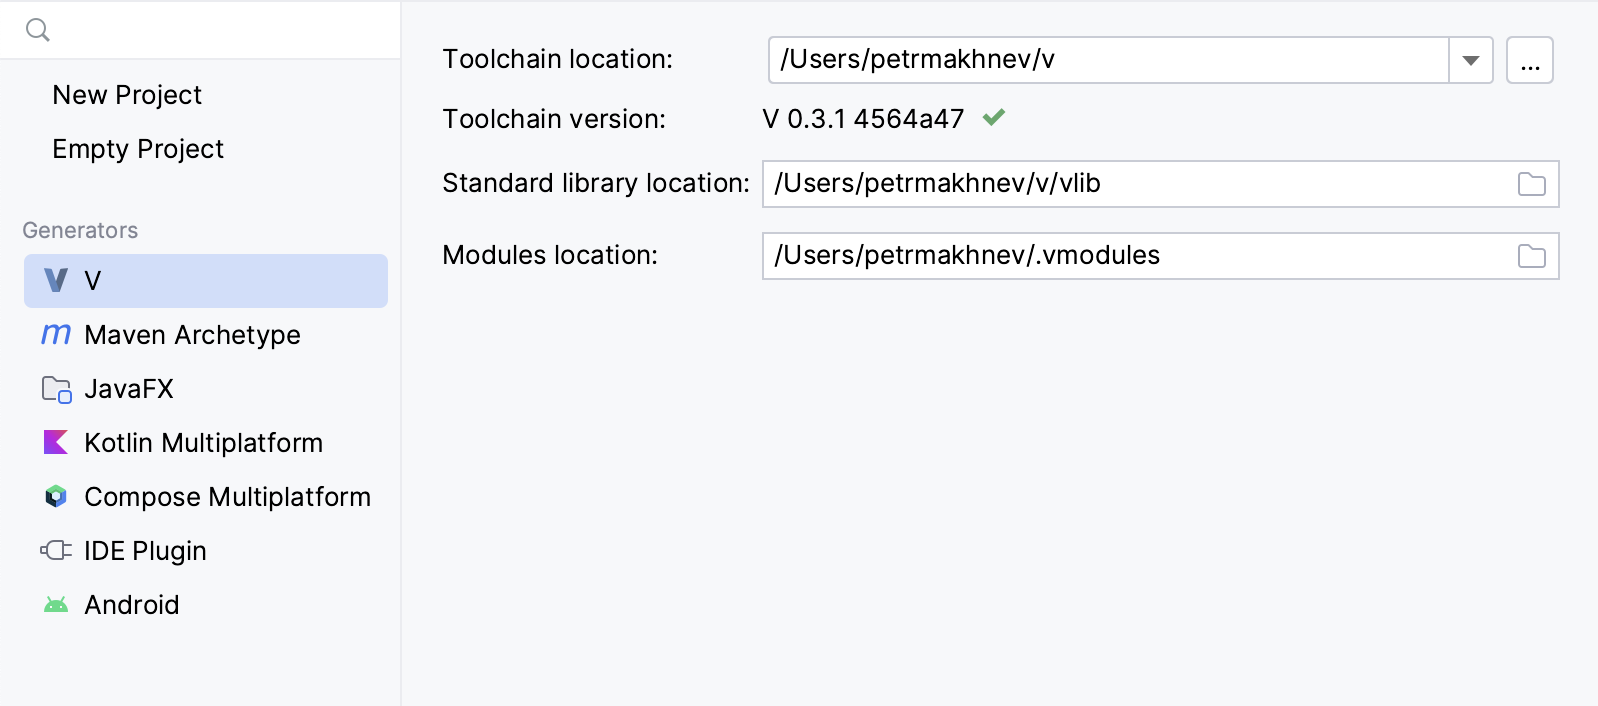 New Project
Empty Project
Generators
V
Maven Archetype
JavaFX
Kotlin Multiplatform
Compose Multiplatform
IDE Plugin
Android
Toolchain location: /Users/petrmakhnev/v ...
Toolchain version: V 0.3.1 4564a47
Standard library location: /Users/petrmakhnev/v/vlib
Modules location: /Users/petrmakhnev/.vmodules